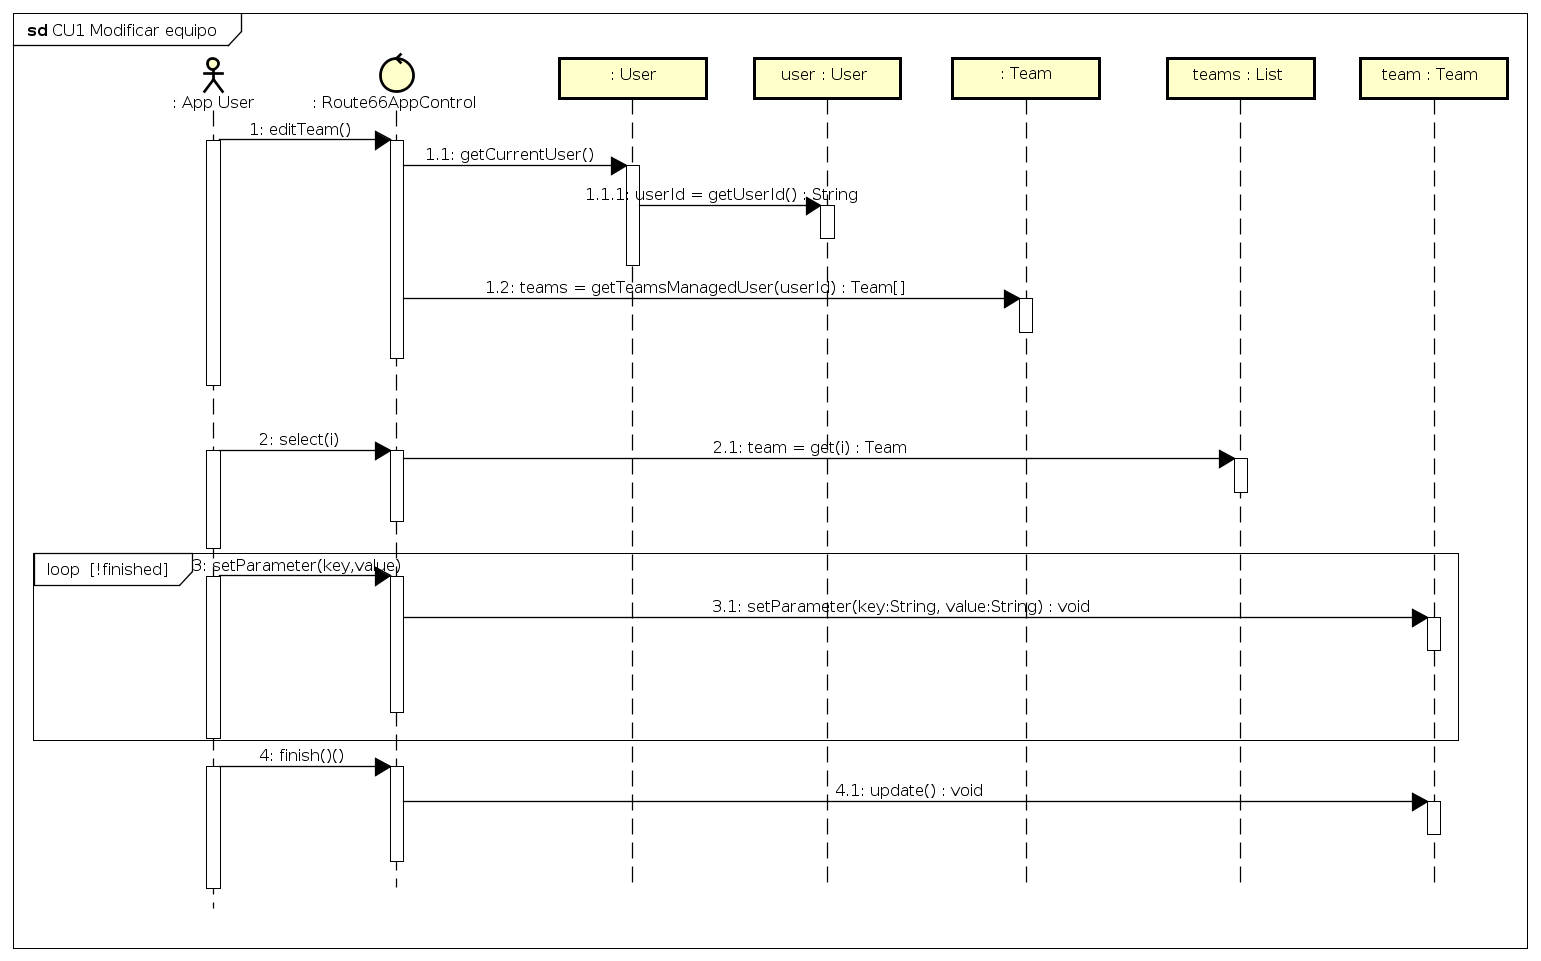 sd CU1 Modificar equipo
: App User
: Route66AppControl
: User
user : User
: Team
teams : List
team : Team
1: editTeam()
1.1: getCurrentUser()
1.1.1: userId = getUserId() : String
1.2: teams = getTeamsManagedUser(userId) : Team[]
2: select(i)
2.1: team = get(i) : Team
loop [!finished]
3: setParameter(key,value)
3.1: setParameter(key:String, value:String) : void
4: finish()()
4.1: update() : void